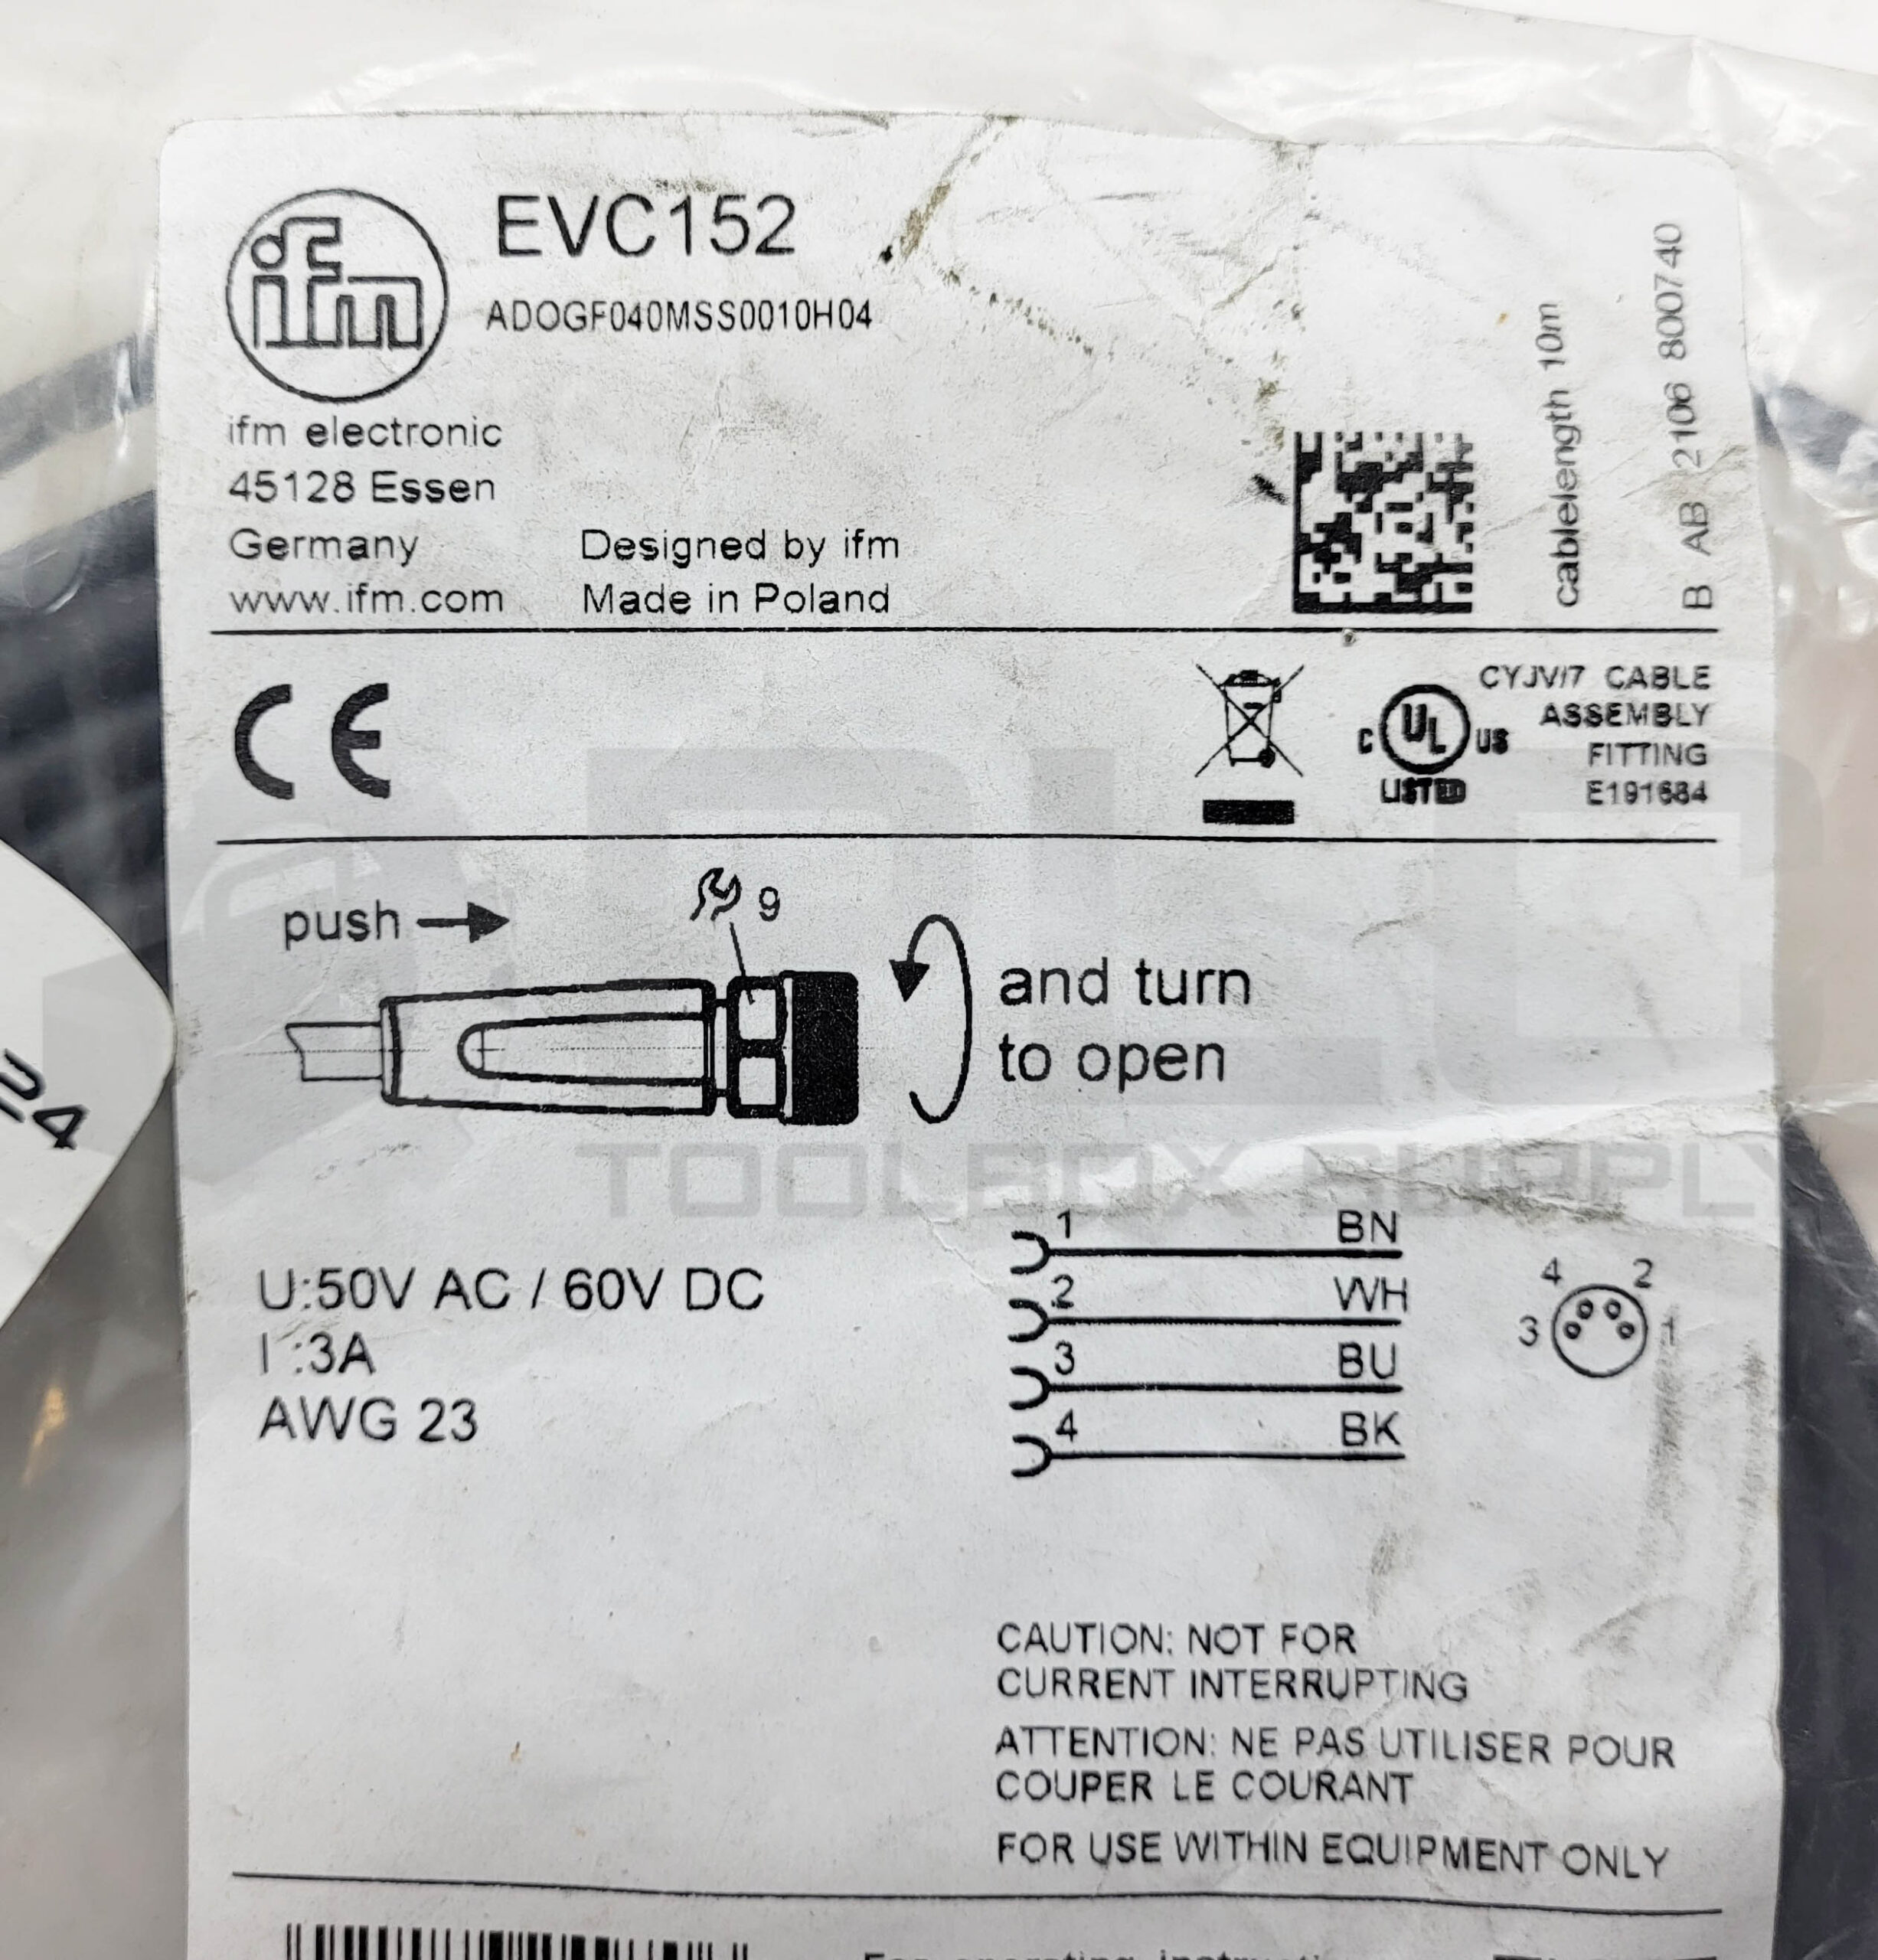 ifm
EVC152
ADOGF040MSS0010H04
ifm electronic
45128 Essen
Germany
www.ifm.com
Designed by ifm
Made in Poland
cablelength 10m
B AB 2106 800740
CE
C UL US
LISTED
CYJV/7 CABLE
ASSEMBLY
FITTING
E191684
push
9
and turn
to open
TOOLBOX SUPPLY
U:50V AC / 60V DC
I :3A
AWG 23
1 BN
2 WH
3 BU
4 BK
4 2
3 1
CAUTION: NOT FOR
CURRENT INTERRUPTING
ATTENTION: NE PAS UTILISER POUR
COUPER LE COURANT
FOR USE WITHIN EQUIPMENT ONLY